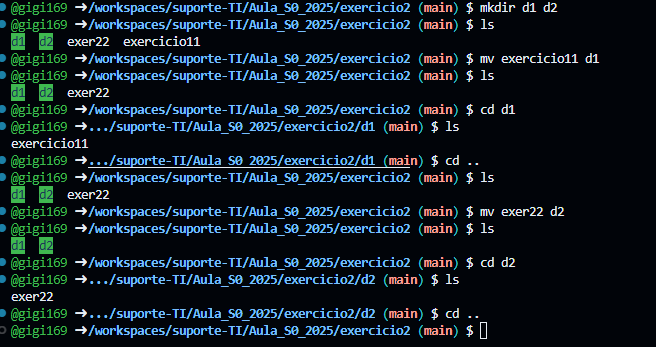 @gigi169 ➜/workspaces/suporte-TI/Aula_S0_2025/exercicio2 (main) $ mkdir d1 d2
@gigi169 ➜/workspaces/suporte-TI/Aula_S0_2025/exercicio2 (main) $ ls
d1 d2 exer22 exercicio11
@gigi169 ➜/workspaces/suporte-TI/Aula_S0_2025/exercicio2 (main) $ mv exercicio11 d1
@gigi169 ➜/workspaces/suporte-TI/Aula_S0_2025/exercicio2 (main) $ ls
d1 d2 exer22
@gigi169 ➜/workspaces/suporte-TI/Aula_S0_2025/exercicio2 (main) $ cd d1
@gigi169 ➜.../suporte-TI/Aula_S0_2025/exercicio2/d1 (main) $ ls
exercicio11
@gigi169 ➜.../suporte-TI/Aula_S0_2025/exercicio2/d1 (main) $ cd ..
@gigi169 ➜/workspaces/suporte-TI/Aula_S0_2025/exercicio2 (main) $ ls
d1 d2 exer22
@gigi169 ➜/workspaces/suporte-TI/Aula_S0_2025/exercicio2 (main) $ mv exer22 d2
@gigi169 ➜/workspaces/suporte-TI/Aula_S0_2025/exercicio2 (main) $ ls
d1 d2
@gigi169 ➜/workspaces/suporte-TI/Aula_S0_2025/exercicio2 (main) $ cd d2
@gigi169 ➜.../suporte-TI/Aula_S0_2025/exercicio2/d2 (main) $ ls
exer22
@gigi169 ➜.../suporte-TI/Aula_S0_2025/exercicio2/d2 (main) $ cd ..
@gigi169 ➜/workspaces/suporte-TI/Aula_S0_2025/exercicio2 (main) $